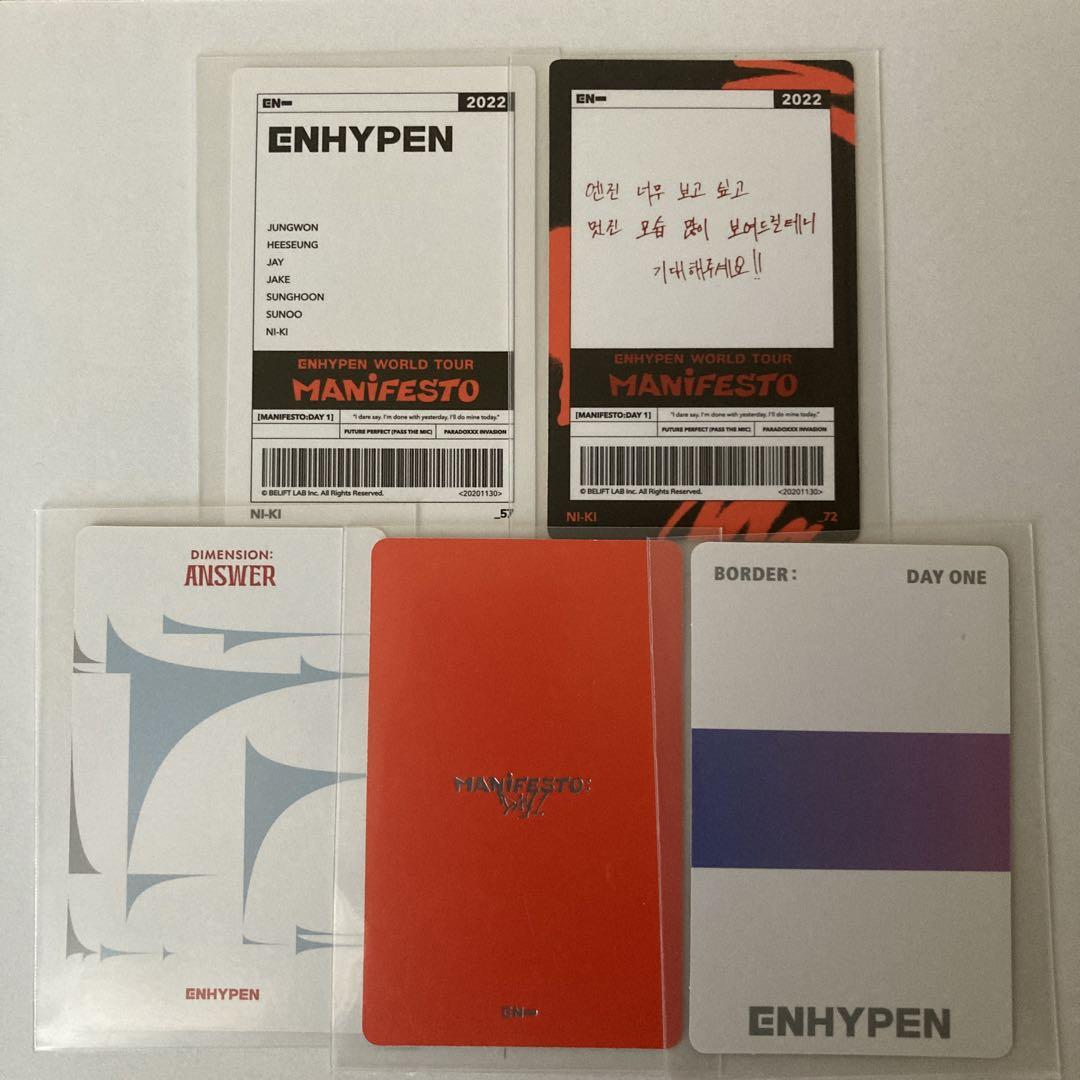 EN-
2022
ENHYPEN
JUNGWON
HEESEUNG
JAY
JAKE
SUNGHOON
SUNOO
NI-KI
ENHYPEN WORLD TOUR
MANiFESTO
[MANIFESTO:DAY 1]
"I dare say. I'm done with yesterday. I'll do mine today."
FUTURE PERFECT (PASS THE MIC)
PARADOXXX INVASION
© BELIFT LAB Inc. All Rights Reserved.
<20201130>
NI-KI
_57
EN-
2022
엔진 너무 보고 싶고
멋진 모습 많이 보여드릴테니
기대해주세요!!
ENHYPEN WORLD TOUR
MANiFESTO
[MANIFESTO:DAY 1]
"I dare say. I'm done with yesterday. I'll do mine today."
FUTURE PERFECT (PASS THE MIC)
PARADOXXX INVASION
© BELIFT LAB Inc. All Rights Reserved.
<20201130>
NI-KI
_72
DIMENSION:
ANSWER
ENHYPEN
MANiFESTO:
DAY 1
EN-
BORDER:
DAY ONE
ENHYPEN